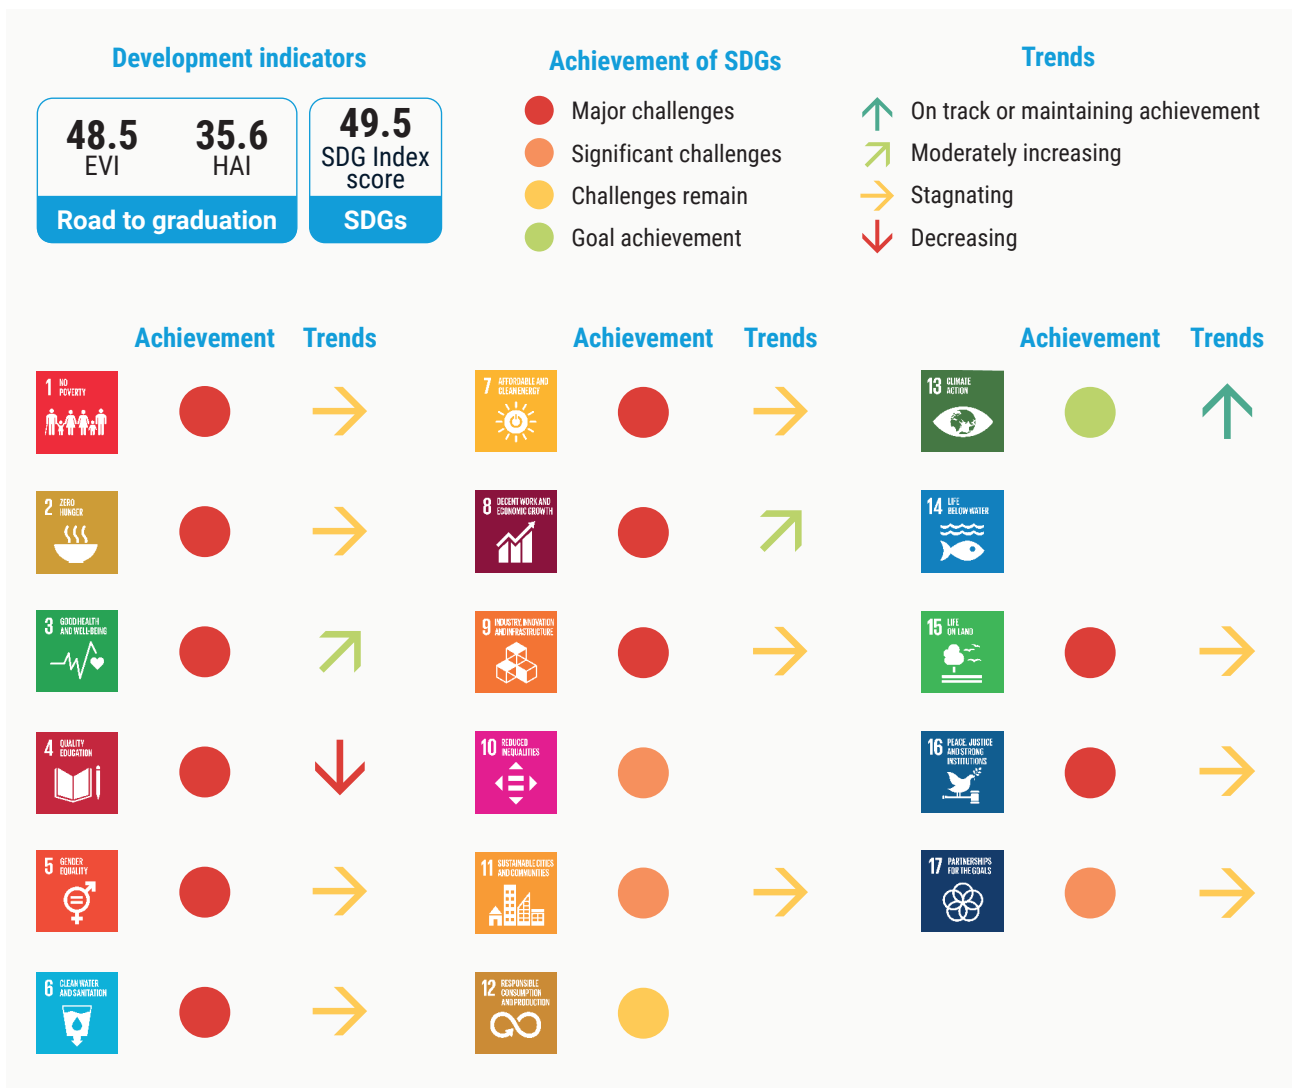 Development indicators
48.5
EVI
35.6
HAI
Road to graduation
49.5
SDG Index
score
SDGs
Achievement of SDGs
Major challenges
Significant challenges
Challenges remain
Goal achievement
Trends
On track or maintaining achievement
Moderately increasing
Stagnating
Decreasing
Achievement Trends
1 NO
POVERTY
2 ZERO
HUNGER
3 GOOD HEALTH
AND WELL-BEING
4 QUALITY
EDUCATION
5 GENDER
EQUALITY
6 CLEAN WATER
AND SANITATION
Achievement Trends
7 AFFORDABLE AND
CLEAN ENERGY
8 DECENT WORK AND
ECONOMIC GROWTH
9 INDUSTRY, INNOVATION
AND INFRASTRUCTURE
10 REDUCED
INEQUALITIES
11 SUSTAINABLE CITIES
AND COMMUNITIES
12 RESPONSIBLE
CONSUMPTION
AND PRODUCTION
Achievement Trends
13 CLIMATE
ACTION
14 LIFE
BELOW WATER
15 LIFE
ON LAND
16 PEACE, JUSTICE
AND STRONG
INSTITUTIONS
17 PARTNERSHIPS
FOR THE GOALS